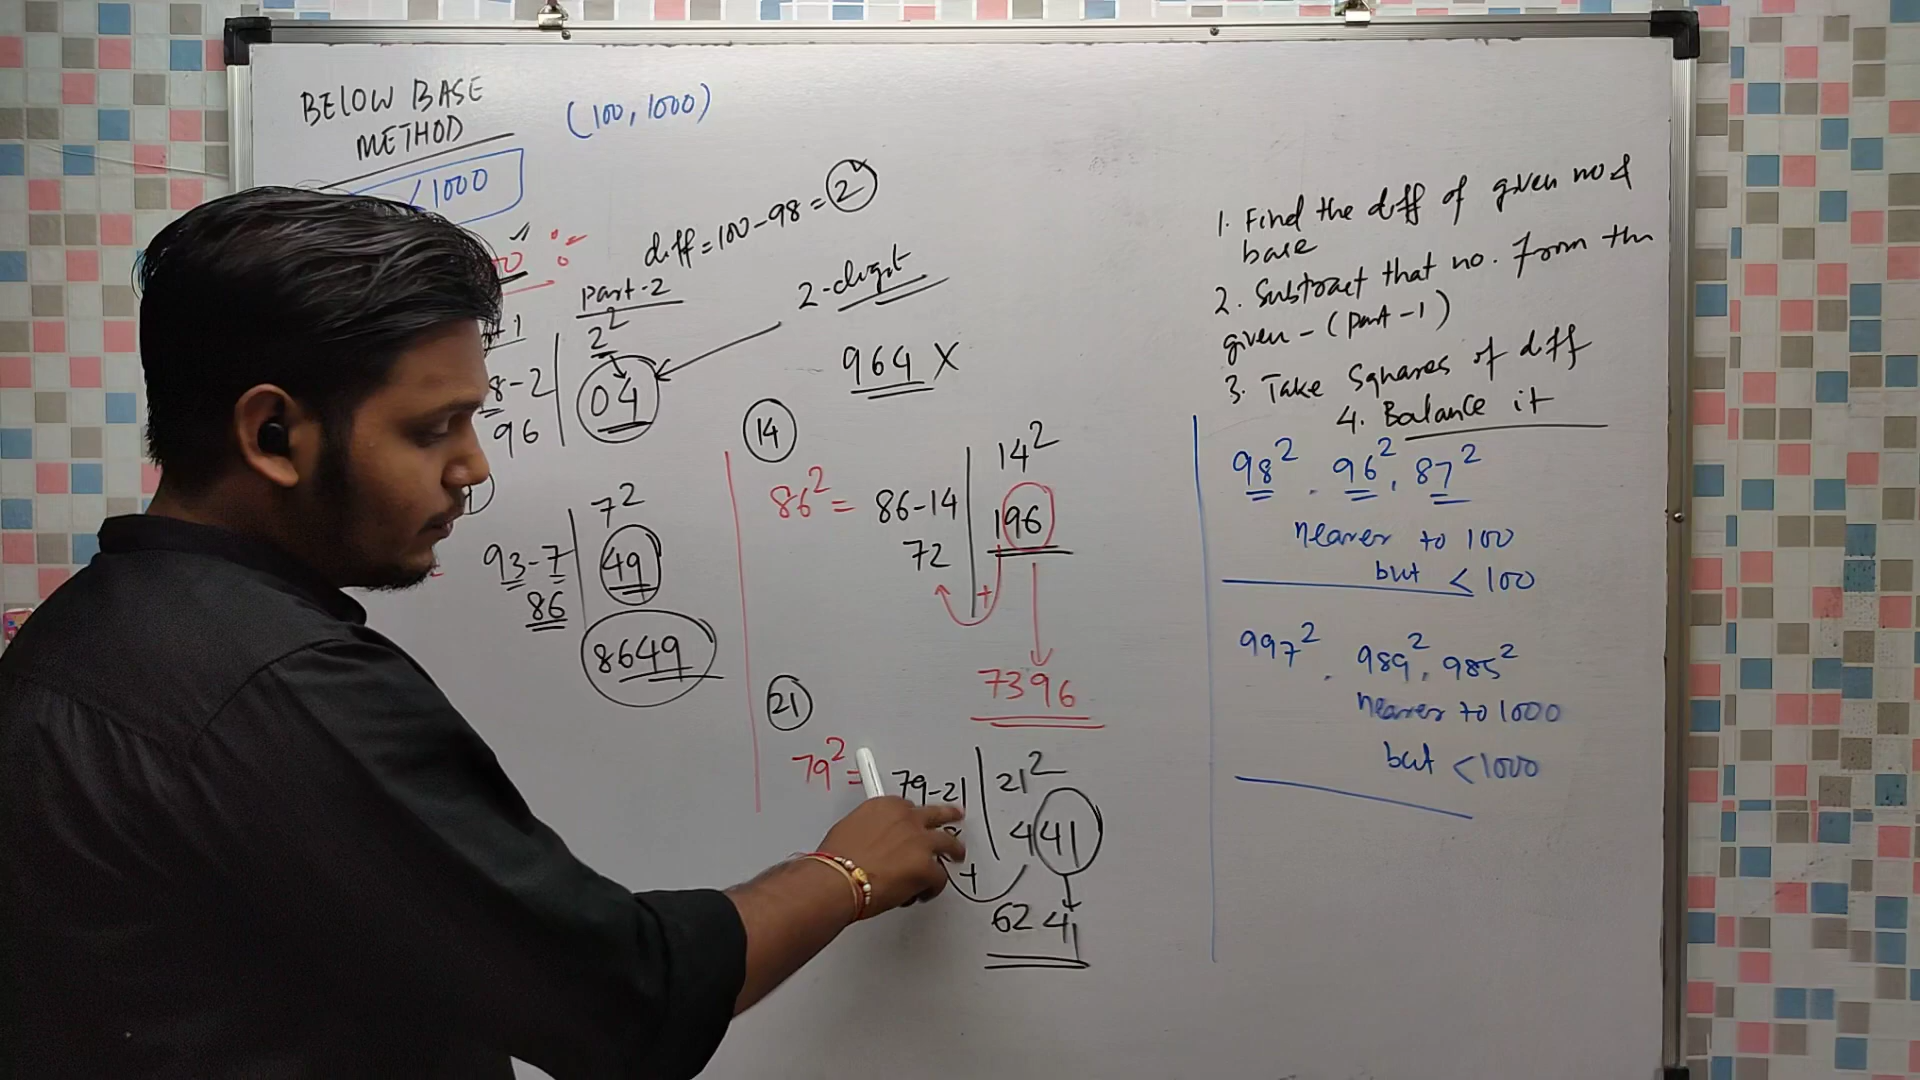 BELOW BASE
METHOD
(100, 1000)
<1000
diff = 100-98 = 2
Part-2
2-digit
2²
8-2
04
96
964 X
7²
93-7
49
86
8649
14
14²
86² = 86-14
196
72
+
7396
21
79² = 79-21
21²
441
+
6241
1. Find the diff of given no &
base
2. Substract that no. from the
given - (part -1)
3. Take Squares of diff
4. Balance it
98², 96², 87²
nearer to 100
but < 100
997², 989², 985²
nearer to 1000
but < 1000